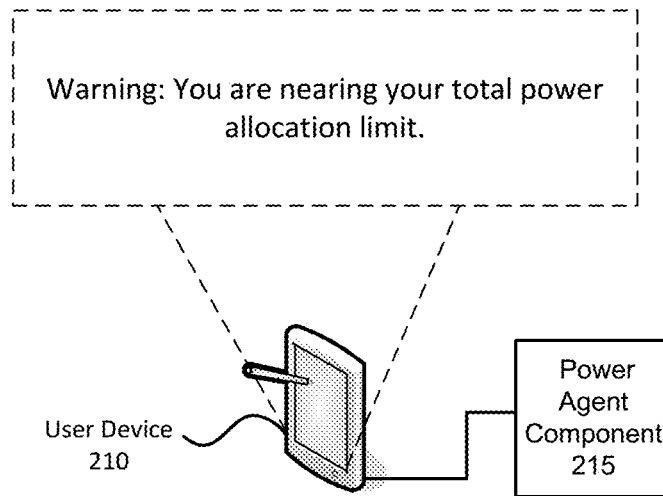 Warning: You are nearing your total power
allocation limit.
User Device
210
Power
Agent
Component
215